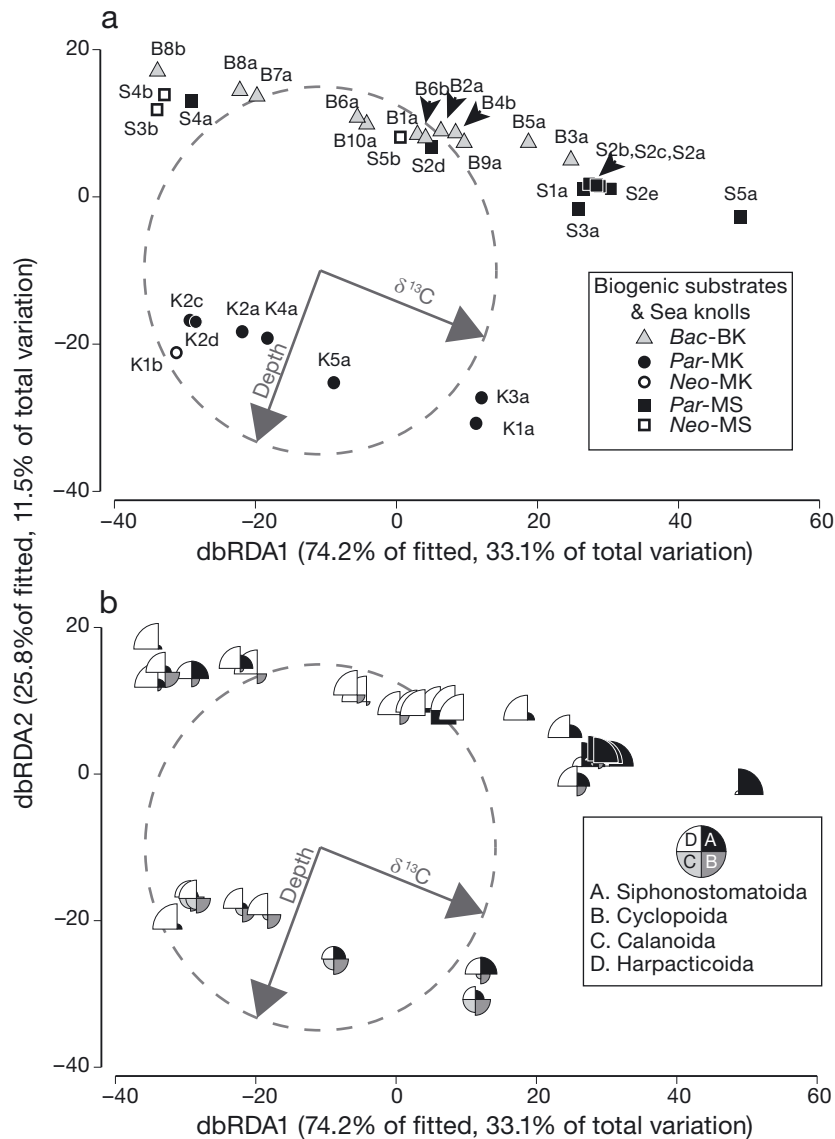 a
20
0
−20
−40
−40
−20
0
20
40
60
B8b
B8a
B7a
S4b
S3b
S4a
B6a
B10a
B1a
B6b
B2a
B4b
S5b
S2d
B9a
B5a
B3a
S2b,S2c,S2a
S1a
S2e
S3a
S5a
K2c
K2d
K2a
K4a
K1b
K5a
K3a
K1a
δ13C
Depth
Biogenic substrates
& Sea knolls
Bac-BK
Par-MK
Neo-MK
Par-MS
Neo-MS
dbRDA1 (74.2% of fitted, 33.1% of total variation)
dbRDA2 (25.8%of fitted, 11.5% of total variation)
b
20
0
−20
−40
−40
−20
0
20
40
60
δ13C
Depth
D
A
C
B
A. Siphonostomatoida
B. Cyclopoida
C. Calanoida
D. Harpacticoida
dbRDA1 (74.2% of fitted, 33.1% of total variation)